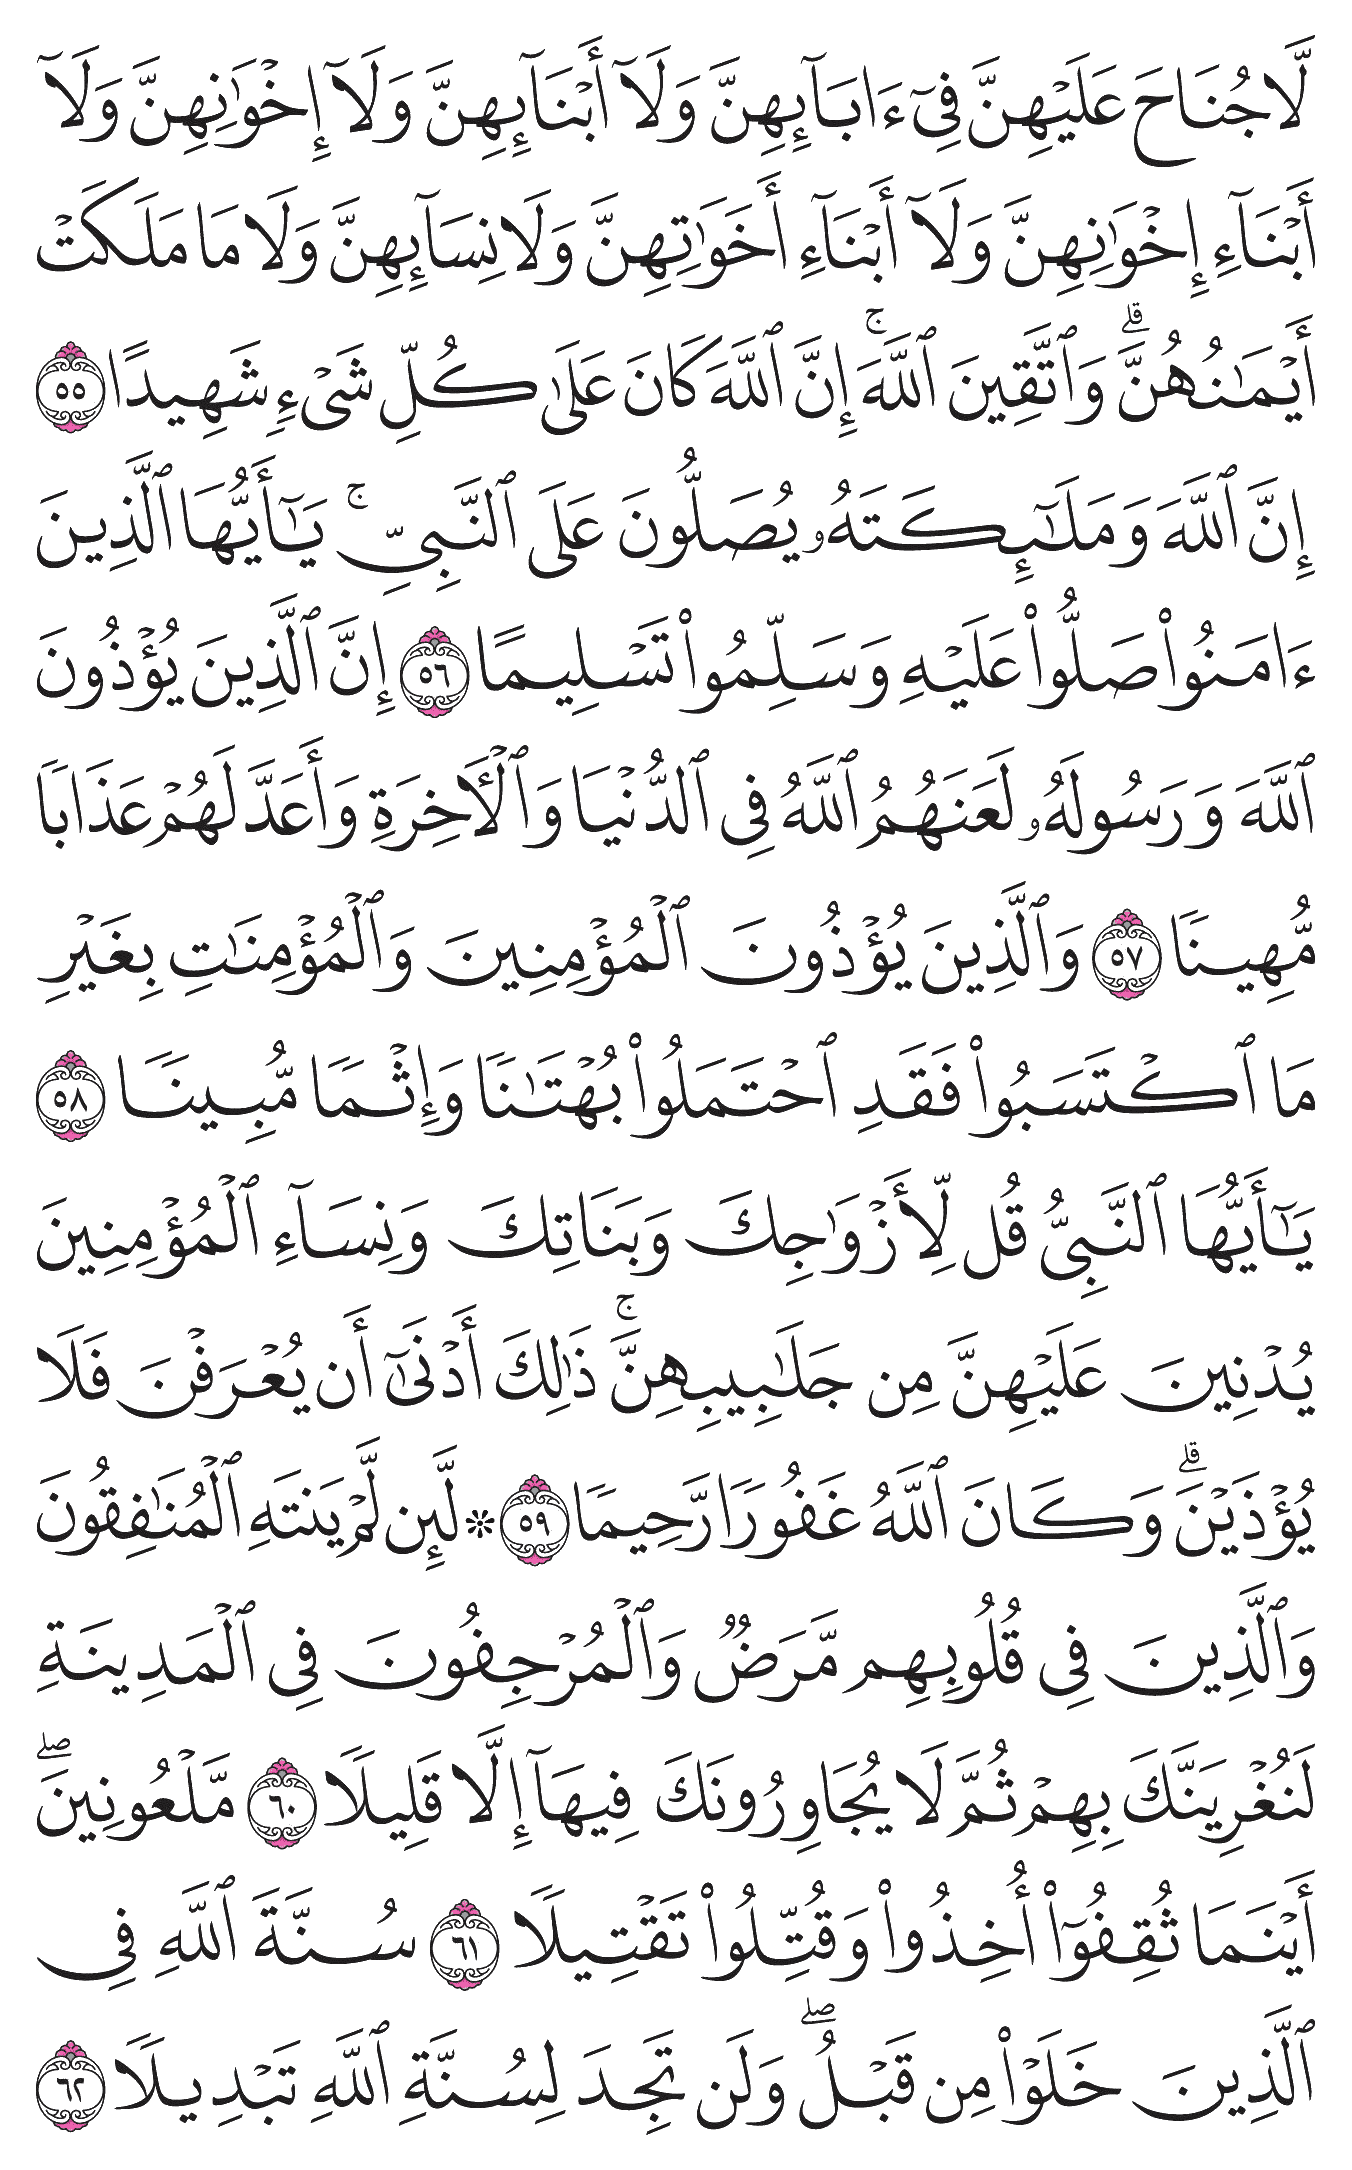 لَّا جُنَاحَ عَلَيْهِنَّ فِىٓ ءَابَآئِهِنَّ وَلَآ أَبْنَآئِهِنَّ وَلَآ إِخْوَٰنِهِنَّ وَلَآ
أَبْنَآءِ إِخْوَٰنِهِنَّ وَلَآ أَبْنَآءِ أَخَوَٰتِهِنَّ وَلَا نِسَآئِهِنَّ وَلَا مَا مَلَكَتْ
أَيْمَٰنُهُنَّ ۗ وَٱتَّقِينَ ٱللَّهَ ۚ إِنَّ ٱللَّهَ كَانَ عَلَىٰ كُلِّ شَىْءٍ شَهِيدًا ٥٥
إِنَّ ٱللَّهَ وَمَلَٰٓئِكَتَهُۥ يُصَلُّونَ عَلَى ٱلنَّبِىِّ ۚ يَٰٓأَيُّهَا ٱلَّذِينَ
ءَامَنُوا۟ صَلُّوا۟ عَلَيْهِ وَسَلِّمُوا۟ تَسْلِيمًا ٥٦ إِنَّ ٱلَّذِينَ يُؤْذُونَ
ٱللَّهَ وَرَسُولَهُۥ لَعَنَهُمُ ٱللَّهُ فِى ٱلدُّنْيَا وَٱلْءَاخِرَةِ وَأَعَدَّ لَهُمْ عَذَابًا
مُّهِينًا ٥٧ وَٱلَّذِينَ يُؤْذُونَ ٱلْمُؤْمِنِينَ وَٱلْمُؤْمِنَٰتِ بِغَيْرِ
مَا ٱكْتَسَبُوا۟ فَقَدِ ٱحْتَمَلُوا۟ بُهْتَٰنًا وَإِثْمًا مُّبِينًا ٥٨
يَٰٓأَيُّهَا ٱلنَّبِىُّ قُل لِّأَزْوَٰجِكَ وَبَنَاتِكَ وَنِسَآءِ ٱلْمُؤْمِنِينَ
يُدْنِينَ عَلَيْهِنَّ مِن جَلَٰبِيبِهِنَّ ۚ ذَٰلِكَ أَدْنَىٰٓ أَن يُعْرَفْنَ فَلَا
يُؤْذَيْنَ ۗ وَكَانَ ٱللَّهُ غَفُورًا رَّحِيمًا ٥٩ ۞ لَّئِن لَّمْ يَنتَهِ ٱلْمُنَٰفِقُونَ
وَٱلَّذِينَ فِى قُلُوبِهِم مَّرَضٌ وَٱلْمُرْجِفُونَ فِى ٱلْمَدِينَةِ
لَنُغْرِيَنَّكَ بِهِمْ ثُمَّ لَا يُجَاوِرُونَكَ فِيهَآ إِلَّا قَلِيلًا ٦٠ مَّلْعُونِينَ ۖ
أَيْنَمَا ثُقِفُوٓا۟ أُخِذُوا۟ وَقُتِّلُوا۟ تَقْتِيلًا ٦١ سُنَّةَ ٱللَّهِ فِى
ٱلَّذِينَ خَلَوْا۟ مِن قَبْلُ ۖ وَلَن تَجِدَ لِسُنَّةِ ٱللَّهِ تَبْدِيلًا ٦٢